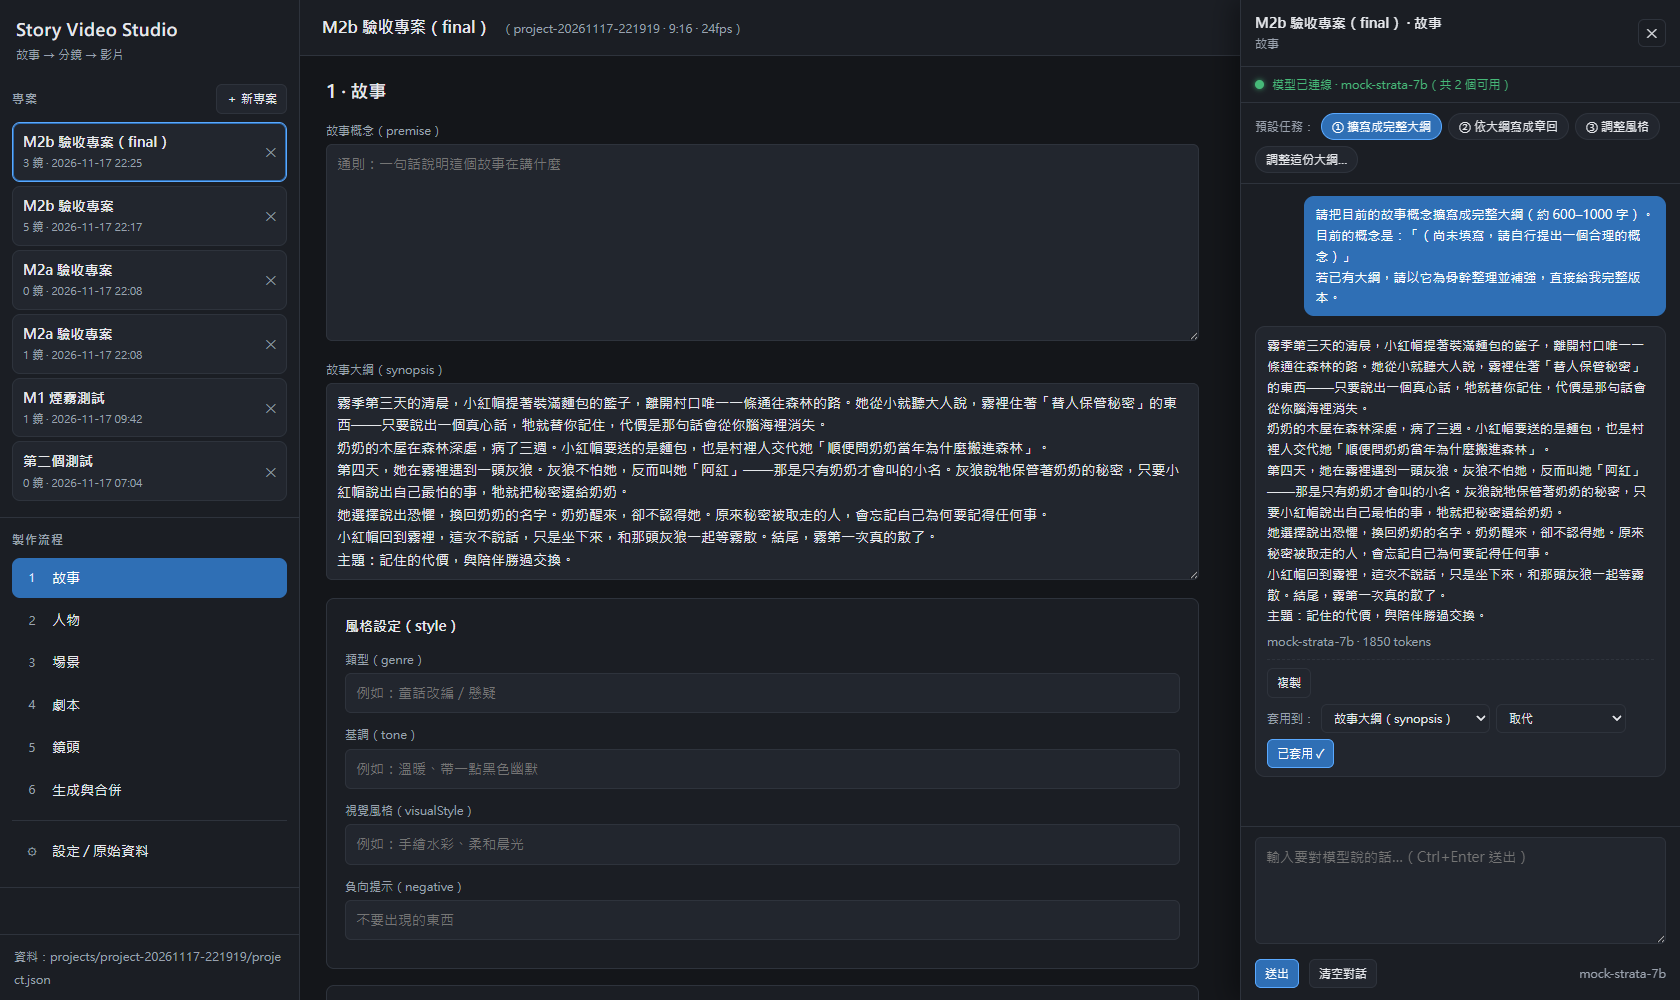 Story Video Studio
故事 → 分鏡 → 影片
專案
+ 新專案
M2b 驗收專案（final）
3 鏡 · 2026-11-17 22:25
M2b 驗收專案
5 鏡 · 2026-11-17 22:17
M2a 驗收專案
0 鏡 · 2026-11-17 22:08
M2a 驗收專案
1 鏡 · 2026-11-17 22:08
M1 煙霧測試
1 鏡 · 2026-11-17 09:42
第二個測試
0 鏡 · 2026-11-17 07:04
製作流程
1 故事
2 人物
3 場景
4 劇本
5 鏡頭
6 生成與合併
設定 / 原始資料
資料：projects/project-20261117-221919/proje
ct.json
M2b 驗收專案（final）（project-20261117-221919 · 9:16 · 24fps）
1 · 故事
故事概念（premise）
通則：一句話說明這個故事在講什麼
故事大綱（synopsis）
霧季第三天的清晨，小紅帽提著裝滿麵包的籃子，離開村口唯一一條通往森林的路。她從小就聽大人說，霧裡住著「替人保管秘密」的東
西——只要說出一個真心話，牠就替你記住，代價是那句話會從你腦海裡消失。
奶奶的木屋在森林深處，病了三週。小紅帽要送的是麵包，也是村裡人交代她「順便問奶奶當年為什麼搬進森林」。
第四天，她在霧裡遇到一頭灰狼。灰狼不怕她，反而叫她「阿紅」——那是只有奶奶才會叫的小名。灰狼說牠保管著奶奶的秘密，只要小
紅帽說出自己最怕的事，牠就把秘密還給奶奶。
她選擇說出恐懼，換回奶奶的名字。奶奶醒來，卻不認得她。原來秘密被取走的人，會忘記自己為何要記得任何事。
小紅帽回到霧裡，這次不說話，只是坐下來，和那頭灰狼一起等霧散。結尾，霧第一次真的散了。
主題：記住的代價，與陪伴勝過交換。
風格設定（style）
類型（genre）
例如：童話改編 / 懸疑
基調（tone）
例如：溫暖、帶一點黑色幽默
視覺風格（visualStyle）
例如：手繪水彩、柔和晨光
負向提示（negative）
不要出現的東西
M2b 驗收專案（final）· 故事
故事
模型已連線 · mock-strata-7b（共 2 個可用）
預設任務： ① 擴寫成完整大綱 ② 依大綱寫成章回 ③ 調整風格
調整這份大綱...
請把目前的故事概念擴寫成完整大綱（約 600–1000 字）。
目前的概念是：「（尚未填寫，請自行提出一個合理的概
念）」
若已有大綱，請以它為骨幹整理並補強，直接給我完整版
本。
霧季第三天的清晨，小紅帽提著裝滿麵包的籃子，離開村口唯一一
條通往森林的路。她從小就聽大人說，霧裡住著「替人保管秘密」
的東西——只要說出一個真心話，牠就替你記住，代價是那句話會
從你腦海裡消失。
奶奶的木屋在森林深處，病了三週。小紅帽要送的是麵包，也是村
裡人交代她「順便問奶奶當年為什麼搬進森林」。
第四天，她在霧裡遇到一頭灰狼。灰狼不怕她，反而叫她「阿紅」
——那是只有奶奶才會叫的小名。灰狼說牠保管著奶奶的秘密，只
要小紅帽說出自己最怕的事，牠就把秘密還給奶奶。
她選擇說出恐懼，換回奶奶的名字。奶奶醒來，卻不認得她。原來
秘密被取走的人，會忘記自己為何要記得任何事。
小紅帽回到霧裡，這次不說話，只是坐下來，和那頭灰狼一起等霧
散。結尾，霧第一次真的散了。
主題：記住的代價，與陪伴勝過交換。
mock-strata-7b · 1850 tokens
複製
套用到： 故事大綱（synopsis） 取代
已套用 ✓
輸入要對模型說的話...（Ctrl+Enter 送出）
送出 清空對話 mock-strata-7b